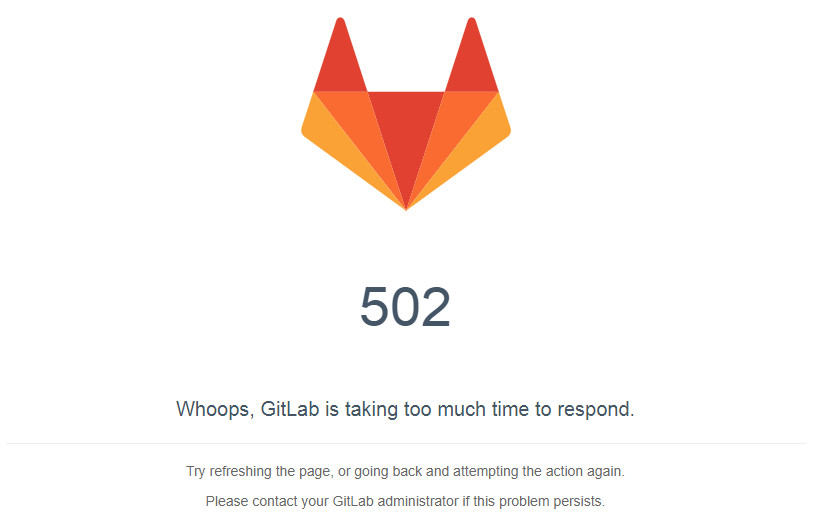 502
Whoops, GitLab is taking too much time to respond.
Try refreshing the page, or going back and attempting the action again.
Please contact your GitLab administrator if this problem persists.